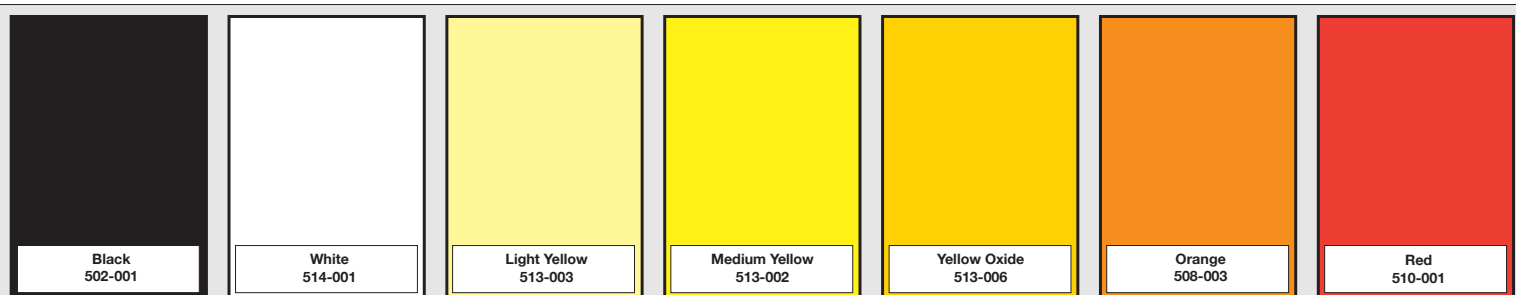 Black
502-001
White
514-001
Light Yellow
513-003
Medium Yellow
513-002
Yellow Oxide
513-006
Orange
508-003
Red
510-001